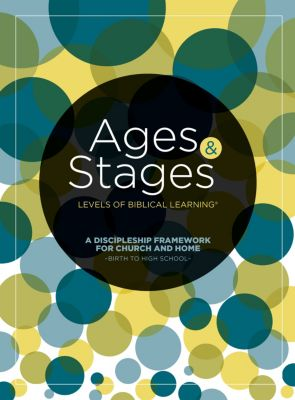 Ages &
Stages
LEVELS OF BIBLICAL LEARNING®
A DISCIPLESHIP FRAMEWORK
FOR CHURCH AND HOME
-BIRTH TO HIGH SCHOOL-